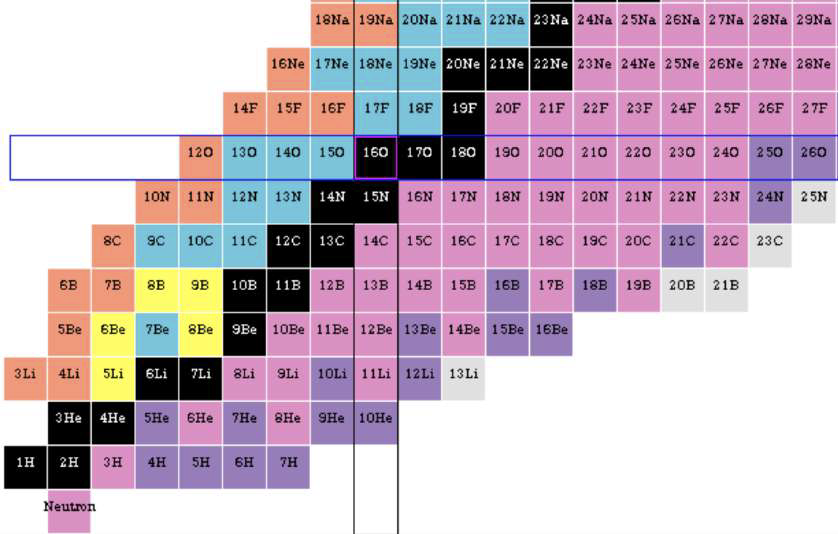 18Na 19Na 20Na 21Na 22Na 23Na 24Na 25Na 26Na 27Na 28Na 29Na
16Ne 17Ne 18Ne 19Ne 20Ne 21Ne 22Ne 23Ne 24Ne 25Ne 26Ne 27Ne 28Ne
14F 15F 16F 17F 18F 19F 20F 21F 22F 23F 24F 25F 26F 27F
12O 13O 14O 15O 16O 17O 18O 19O 20O 21O 22O 23O 24O 25O 26O
10N 11N 12N 13N 14N 15N 16N 17N 18N 19N 20N 21N 22N 23N 24N 25N
8C 9C 10C 11C 12C 13C 14C 15C 16C 17C 18C 19C 20C 21C 22C 23C
6B 7B 8B 9B 10B 11B 12B 13B 14B 15B 16B 17B 18B 19B 20B 21B
5Be 6Be 7Be 8Be 9Be 10Be 11Be 12Be 13Be 14Be 15Be 16Be
3Li 4Li 5Li 6Li 7Li 8Li 9Li 10Li 11Li 12Li 13Li
3He 4He 5He 6He 7He 8He 9He 10He
1H 2H 3H 4H 5H 6H 7H
Neutron